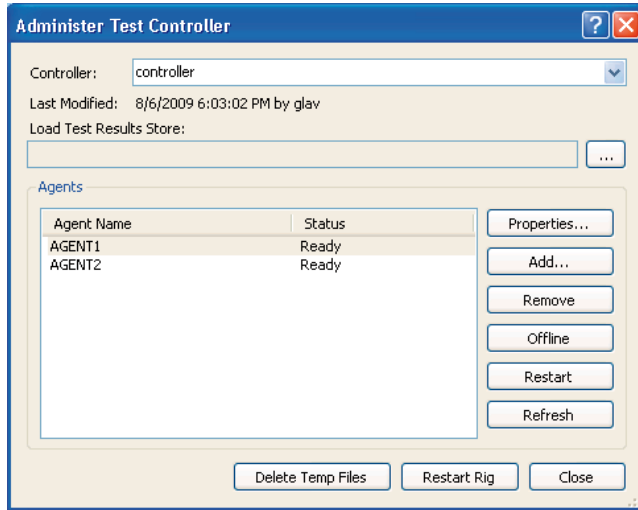 Administer Test Controller
Controller: controller
Last Modified: 8/6/2009 6:03:02 PM by glav
Load Test Results Store:
...
Agents
Agent Name Status
AGENT1 Ready
AGENT2 Ready
Properties...
Add...
Remove
Offline
Restart
Refresh
Delete Temp Files Restart Rig Close